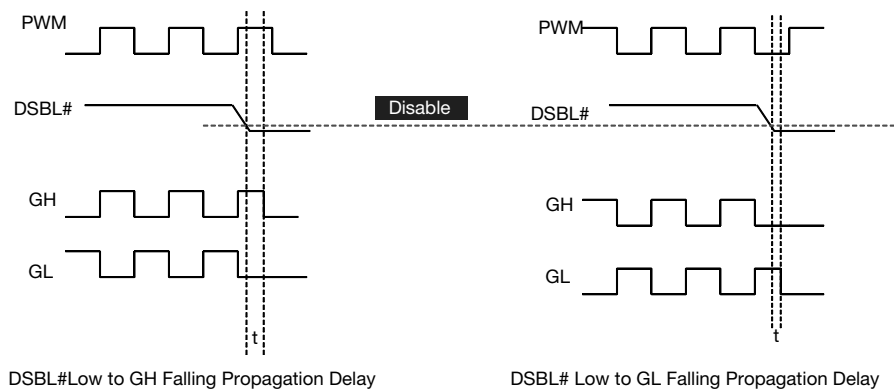 PWM
DSBL#
GH
GL
t
DSBL#Low to GH Falling Propagation Delay
Disable
PWM
DSBL#
GH
GL
t
DSBL# Low to GL Falling Propagation Delay